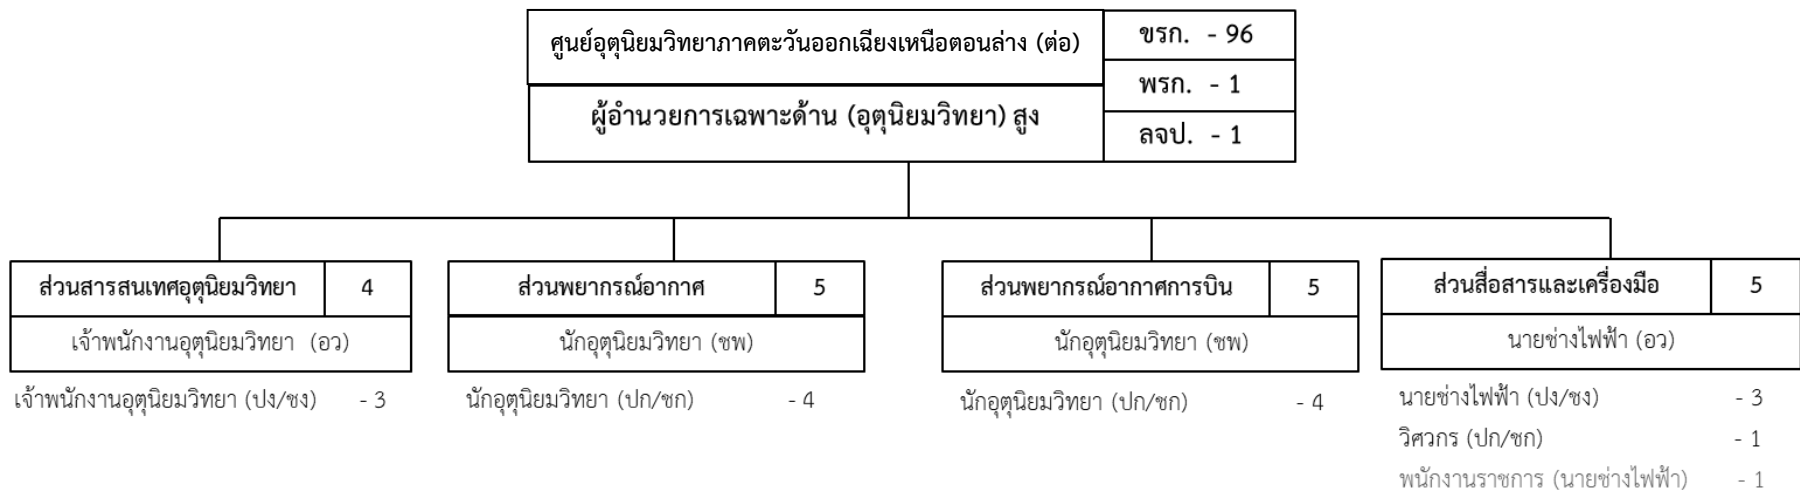 ศูนย์อุตุนิยมวิทยาภาคตะวันออกเฉียงเหนือตอนล่าง (ต่อ)
ผู้อำนวยการเฉพาะด้าน (อุตุนิยมวิทยา) สูง
ขรก. - 96
พรก. - 1
ลจป. - 1
ส่วนสารสนเทศอุตุนิยมวิทยา 4
เจ้าพนักงานอุตุนิยมวิทยา (อว)
เจ้าพนักงานอุตุนิยมวิทยา (ปง/ชง) - 3
ส่วนพยากรณ์อากาศ 5
นักอุตุนิยมวิทยา (ชพ)
นักอุตุนิยมวิทยา (ปก/ชก) - 4
ส่วนพยากรณ์อากาศการบิน 5
นักอุตุนิยมวิทยา (ชพ)
นักอุตุนิยมวิทยา (ปก/ชก) - 4
ส่วนสื่อสารและเครื่องมือ 5
นายช่างไฟฟ้า (อว)
นายช่างไฟฟ้า (ปง/ชง) - 3
วิศวกร (ปก/ชก) - 1
พนักงานราชการ (นายช่างไฟฟ้า) - 1